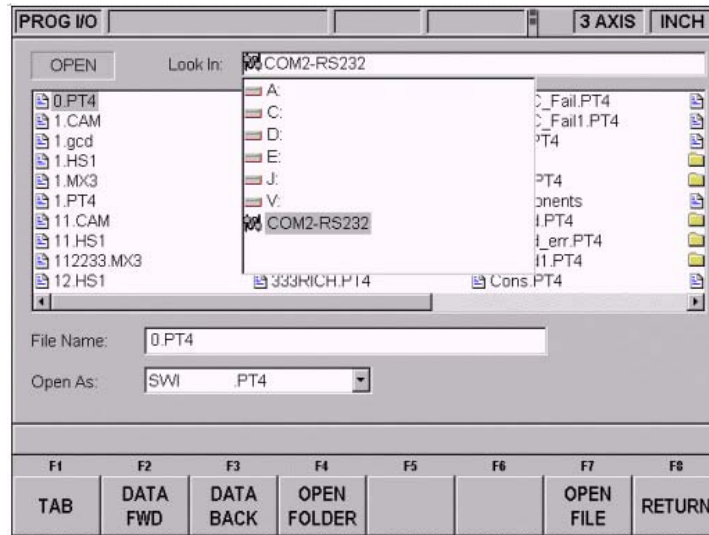 PROG I/O 3 AXIS INCH
OPEN Look In: COM2-RS232
A:
C:
D:
E:
J:
V:
COM2-RS232
0.PT4
1.CAM
1.gcd
1.HS1
1.MX3
1.PT4
11.CAM
11.HS1
112233.MX3
12.HS1
333RICH.PT4
C_Fail.PT4
C_Fail1.PT4
PT4
PT4
onents
.PT4
_err.PT4
1.PT4
Cons.PT4
File Name: 0.PT4
Open As: SWI .PT4
F1 F2 F3 F4 F5 F6 F7 F8
TAB
DATA FWD
DATA BACK
OPEN FOLDER
OPEN FILE
RETURN